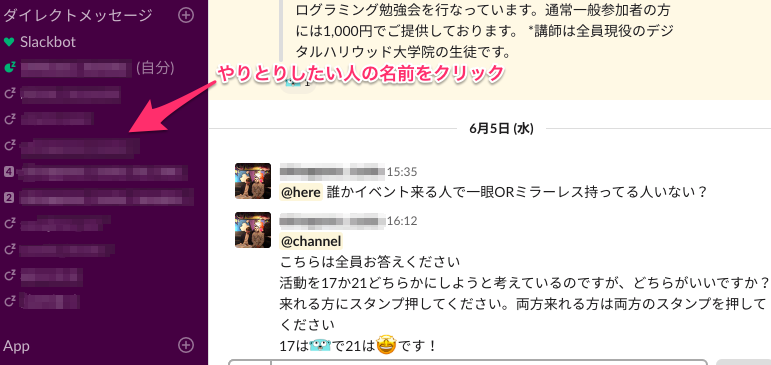 ダイレクトメッセージ
Slackbot
(自分)
4
2
App
やりとりしたい人の名前をクリック
ログラミング勉強会を行なっています。通常一般参加者の方
には1,000円でご提供しております。 *講師は全員現役のデジ
タルハリウッド大学院の生徒です。
1
6月5日 (水)
15:35
@here 誰かイベント来る人で一眼ORミラーレス持ってる人いない？
16:12
@channel
こちらは全員お答えください
活動を17か21どちらかにしようと考えているのですが、どちらがいいですか？
来れる方にスタンプ押してください。両方来れる方は両方のスタンプを押して
ください
17はで21は🤩です！